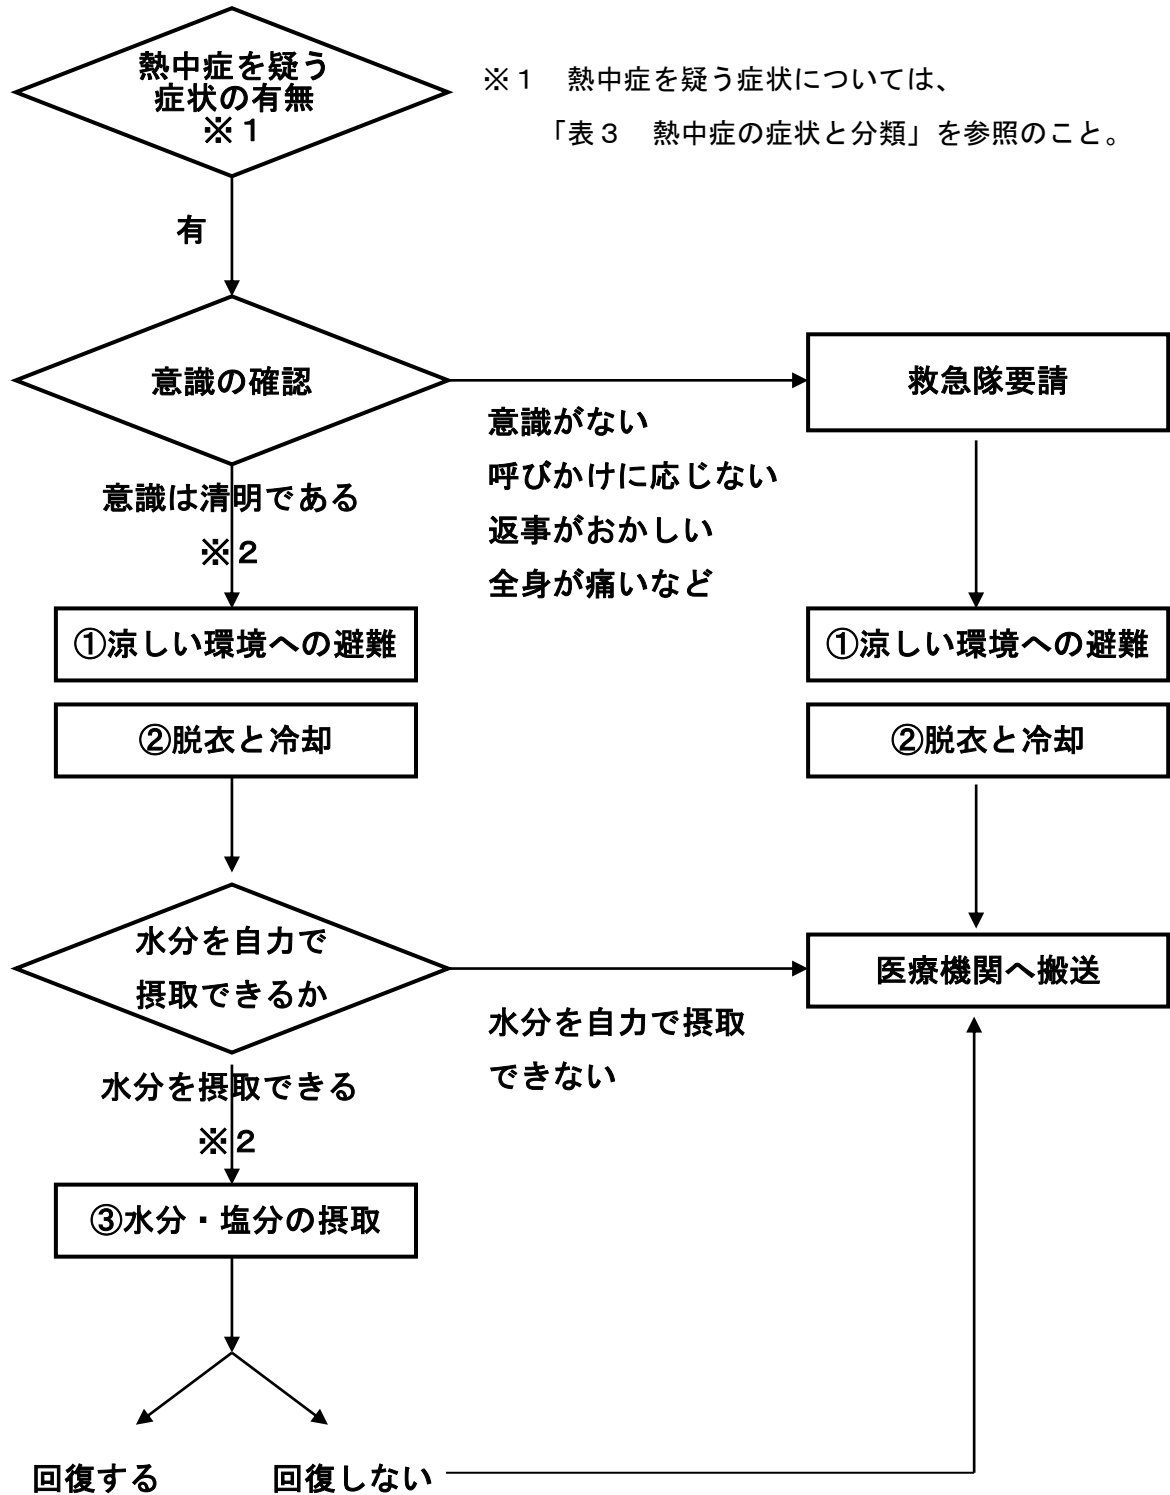 熱中症を疑う
症状の有無
※１
※１　熱中症を疑う症状については、
「表３　熱中症の症状と分類」を参照のこと。
有
意識の確認
救急隊要請
意識がない
呼びかけに応じない
返事がおかしい
全身が痛いなど
意識は清明である
※２
①涼しい環境への避難
①涼しい環境への避難
②脱衣と冷却
②脱衣と冷却
水分を自力で
摂取できるか
医療機関へ搬送
水分を自力で摂取
できない
水分を摂取できる
※２
③水分・塩分の摂取
回復する
回復しない